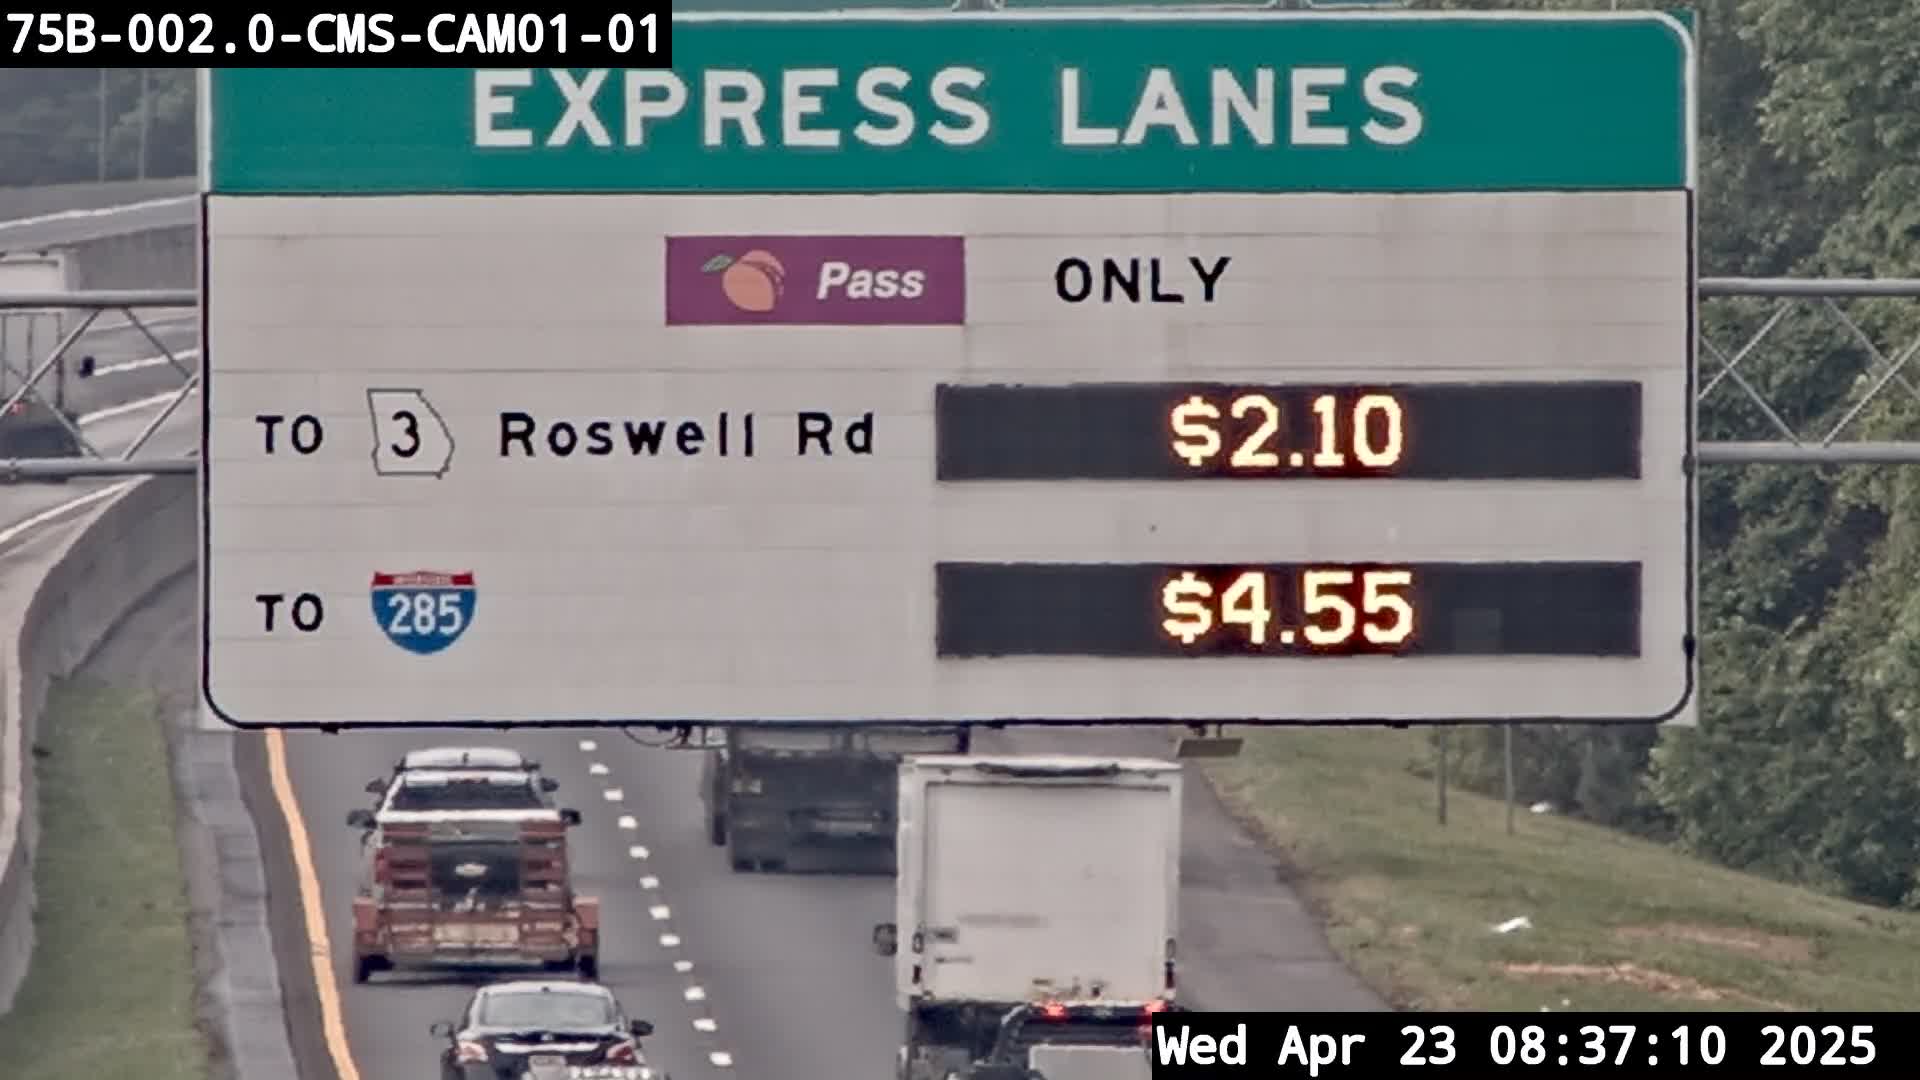 75B-002.0-CMS-CAM01-01
EXPRESS LANES
Pass ONLY
TO 3 Roswell Rd $2.10
TO 285 $4.55
Wed Apr 23 08:37:10 2025